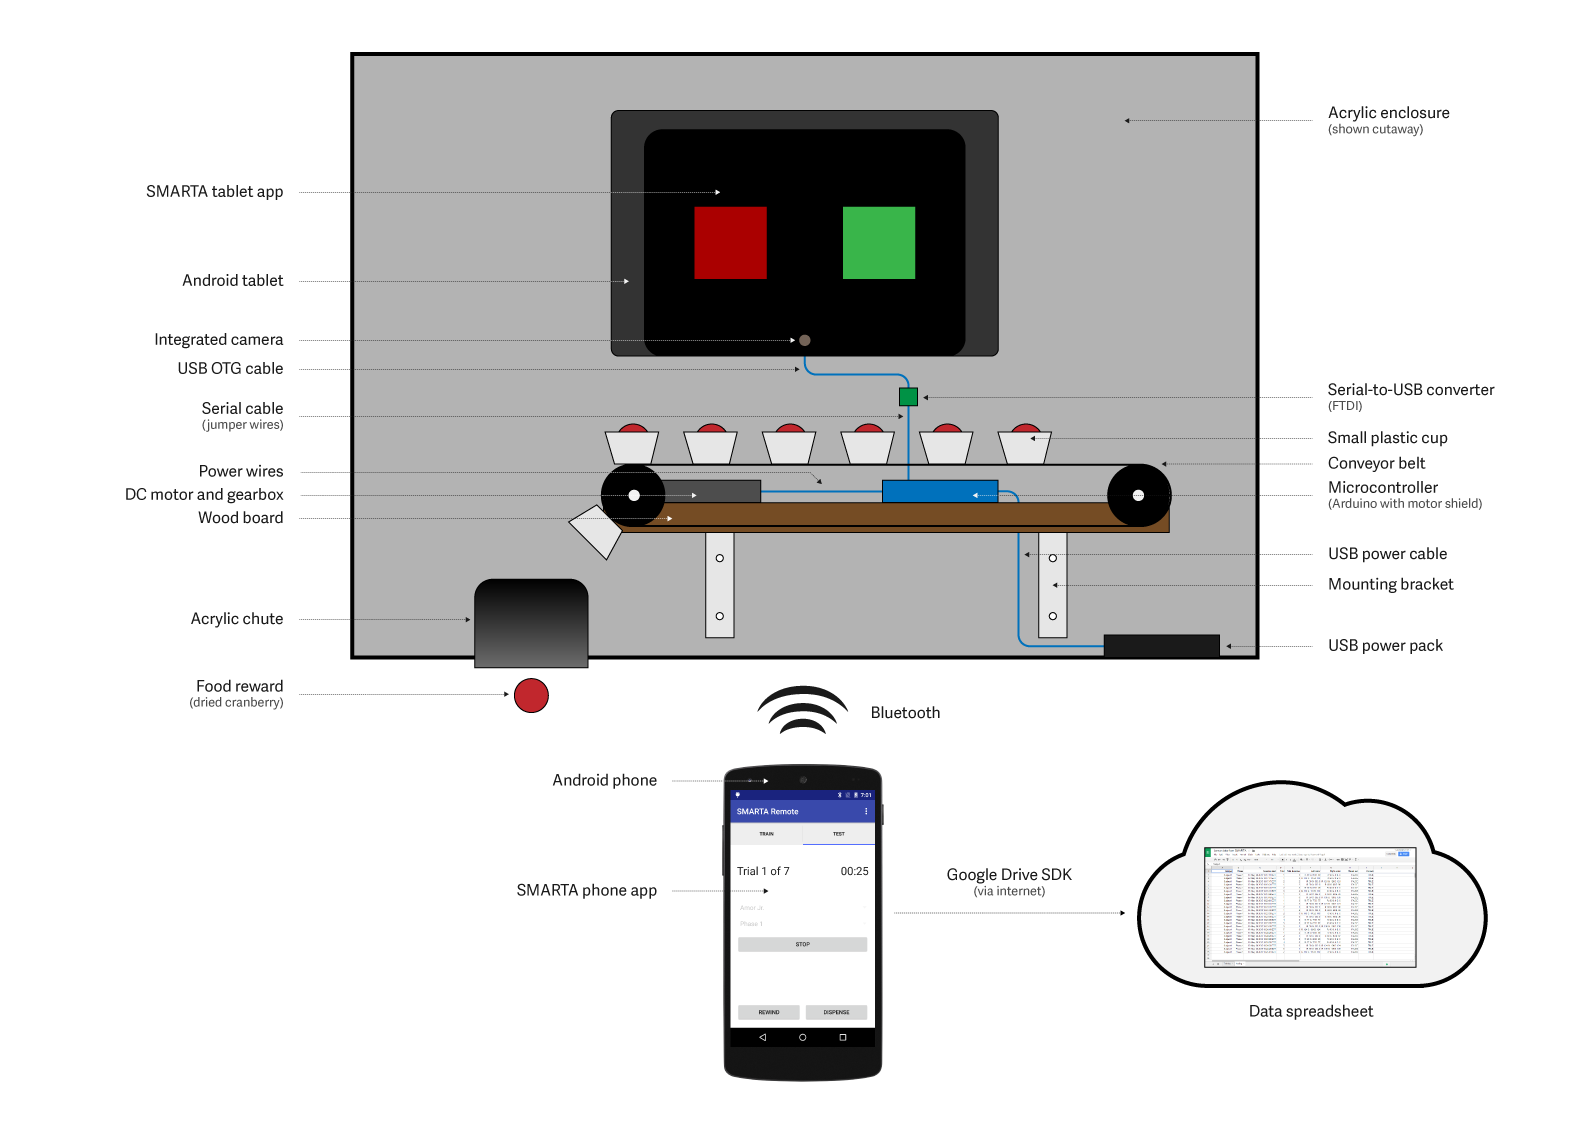 Acrylic enclosure
(shown cutaway)
SMARTA tablet app
Android tablet
Integrated camera
USB OTG cable
Serial-to-USB converter
(FTDI)
Serial cable
(jumper wires)
Small plastic cup
Conveyor belt
Power wires
Microcontroller
(Arduino with motor shield)
DC motor and gearbox
Wood board
USB power cable
Mounting bracket
Acrylic chute
USB power pack
Food reward
(dried cranberry)
Bluetooth
Android phone
7:01
SMARTA Remote
TRAIN
TEST
Trial 1 of 7
00:25
SMARTA phone app
Phase 1
STOP
REWIND
DISPENSE
Google Drive SDK
(via internet)
Data spreadsheet